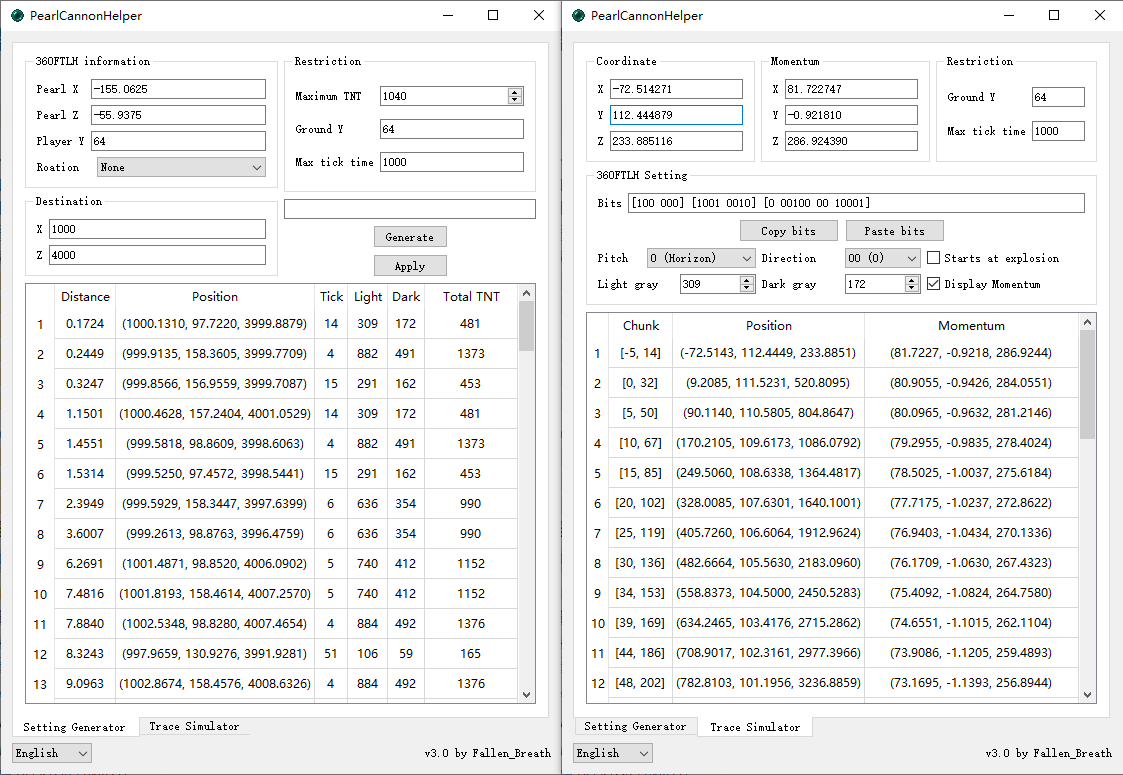 PearlCannonHelper
360FTLH information
Pearl X -155.0625
Pearl Z -55.9375
Player Y 64
Roation None
Restriction
Maximum TNT 1040
Ground Y 64
Max tick time 1000
Destination
X 1000
Z 4000
Generate
Apply
Distance Position Tick Light Dark Total TNT
1 0.1724 (1000.1310, 97.7220, 3999.8879) 14 309 172 481
2 0.2449 (999.9135, 158.3605, 3999.7709) 4 882 491 1373
3 0.3247 (999.8566, 156.9559, 3999.7087) 15 291 162 453
4 1.1501 (1000.4628, 157.2404, 4001.0529) 14 309 172 481
5 1.4551 (999.5818, 98.8609, 3998.6063) 4 882 491 1373
6 1.5314 (999.5250, 97.4572, 3998.5441) 15 291 162 453
7 2.3949 (999.5929, 158.3447, 3997.6399) 6 636 354 990
8 3.6007 (999.2613, 98.8763, 3996.4759) 6 636 354 990
9 6.2691 (1001.4871, 98.8520, 4006.0902) 5 740 412 1152
10 7.4816 (1001.8193, 158.4614, 4007.2570) 5 740 412 1152
11 7.8840 (1002.5348, 98.8280, 4007.4654) 4 884 492 1376
12 8.3243 (997.9659, 130.9276, 3991.9281) 51 106 59 165
13 9.0963 (1002.8674, 158.4576, 4008.6326) 4 884 492 1376
Setting Generator Trace Simulator
English v3.0 by Fallen_Breath
PearlCannonHelper
Coordinate
X -72.514271
Y 112.444879
Z 233.885116
Momentum
X 81.722747
Y -0.921810
Z 286.924390
Restriction
Ground Y 64
Max tick time 1000
360FTLH Setting
Bits [100 000] [1001 0010] [0 00100 00 10001]
Copy bits Paste bits
Pitch 0 (Horizon) Direction 00 (0) Starts at explosion
Light gray 309 Dark gray 172 Display Momentum
Chunk Position Momentum
1 [-5, 14] (-72.5143, 112.4449, 233.8851) (81.7227, -0.9218, 286.9244)
2 [0, 32] (9.2085, 111.5231, 520.8095) (80.9055, -0.9426, 284.0551)
3 [5, 50] (90.1140, 110.5805, 804.8647) (80.0965, -0.9632, 281.2146)
4 [10, 67] (170.2105, 109.6173, 1086.0792) (79.2955, -0.9835, 278.4024)
5 [15, 85] (249.5060, 108.6338, 1364.4817) (78.5025, -1.0037, 275.6184)
6 [20, 102] (328.0085, 107.6301, 1640.1001) (77.7175, -1.0237, 272.8622)
7 [25, 119] (405.7260, 106.6064, 1912.9624) (76.9403, -1.0434, 270.1336)
8 [30, 136] (482.6664, 105.5630, 2183.0960) (76.1709, -1.0630, 267.4323)
9 [34, 153] (558.8373, 104.5000, 2450.5283) (75.4092, -1.0824, 264.7580)
10 [39, 169] (634.2465, 103.4176, 2715.2862) (74.6551, -1.1015, 262.1104)
11 [44, 186] (708.9017, 102.3161, 2977.3966) (73.9086, -1.1205, 259.4893)
12 [48, 202] (782.8103, 101.1956, 3236.8859) (73.1695, -1.1393, 256.8944)
Setting Generator Trace Simulator
English v3.0 by Fallen_Breath